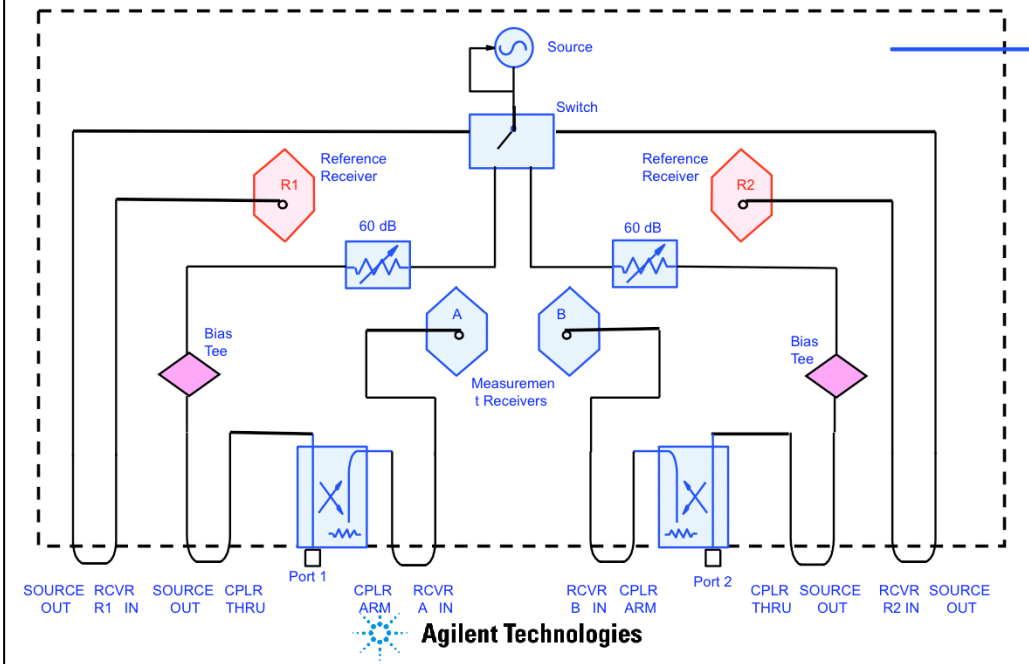 Source
Switch
Reference
Receiver
R1
Reference
Receiver
R2
60 dB
60 dB
A
B
Bias
Tee
Bias
Tee
Measuremen
t Receivers
Port 1
Port 2
SOURCE
OUT
RCVR
R1 IN
SOURCE
OUT
CPLR
THRU
CPLR
ARM
RCVR
A IN
RCVR
B IN
CPLR
ARM
CPLR
THRU
SOURCE
OUT
RCVR
R2 IN
SOURCE
OUT
Agilent Technologies